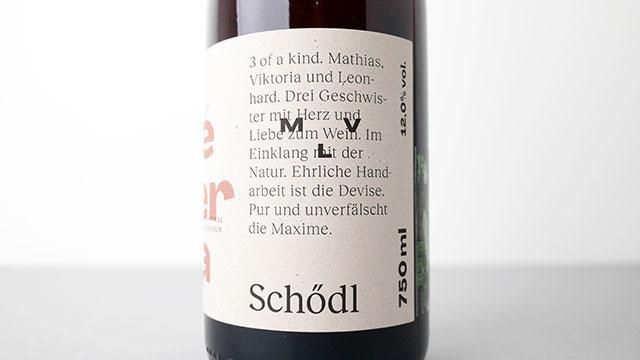 3 of a kind. Mathias,
Viktoria und Leon-
hard. Drei Geschwis-
ter mit Herz und
Liebe zum Wein. Im
Einklang mit der
Natur. Ehrliche Hand-
arbeit ist die Devise.
Pur und unverfälscht
die Maxime.
M V
L
Schődl
750 ml
12,0% vol.
é
er
a